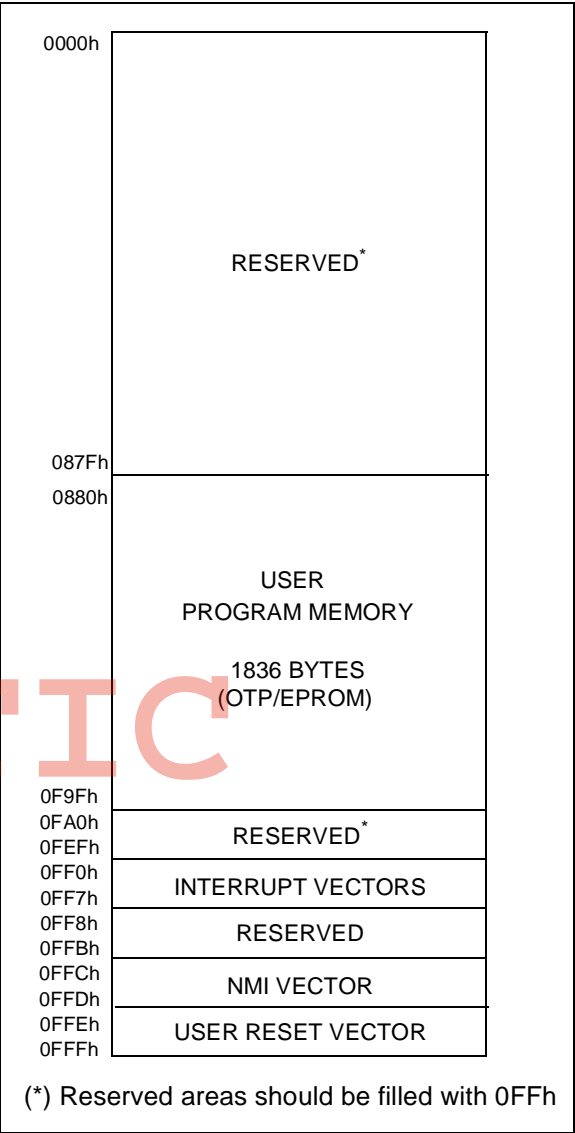 0000h
RESERVED*
087Fh
0880h
USER
PROGRAM MEMORY
1836 BYTES
(OTP/EPROM)
TIC
0F9Fh
0FA0h
RESERVED*
0FEFh
0FF0h
INTERRUPT VECTORS
0FF7h
0FF8h
RESERVED
0FFBh
0FFCh
NMI VECTOR
0FFDh
0FFEh
USER RESET VECTOR
0FFFh
(*) Reserved areas should be filled with 0FFh